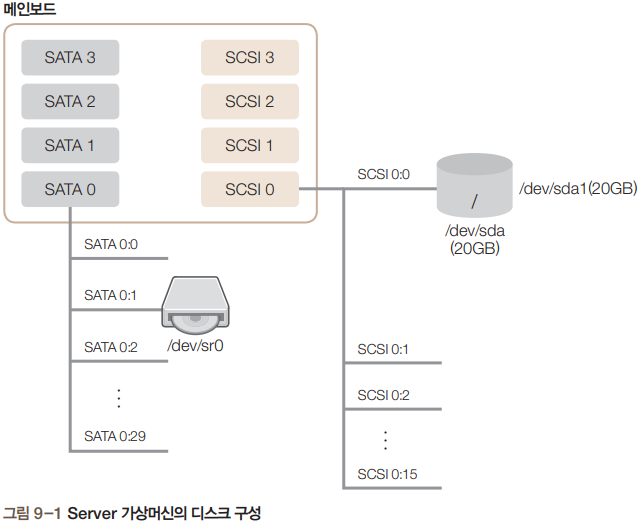 메인보드
SATA 3
SCSI 3
SATA 2
SCSI 2
SATA 1
SCSI 1
SATA 0
SCSI 0
SCSI 0:0
/
/dev/sda1(20GB)
/dev/sda
(20GB)
SATA 0:0
SATA 0:1
/dev/sr0
SATA 0:2
⋮
SATA 0:29
SCSI 0:1
SCSI 0:2
⋮
SCSI 0:15
그림 9-1 Server 가상머신의 디스크 구성